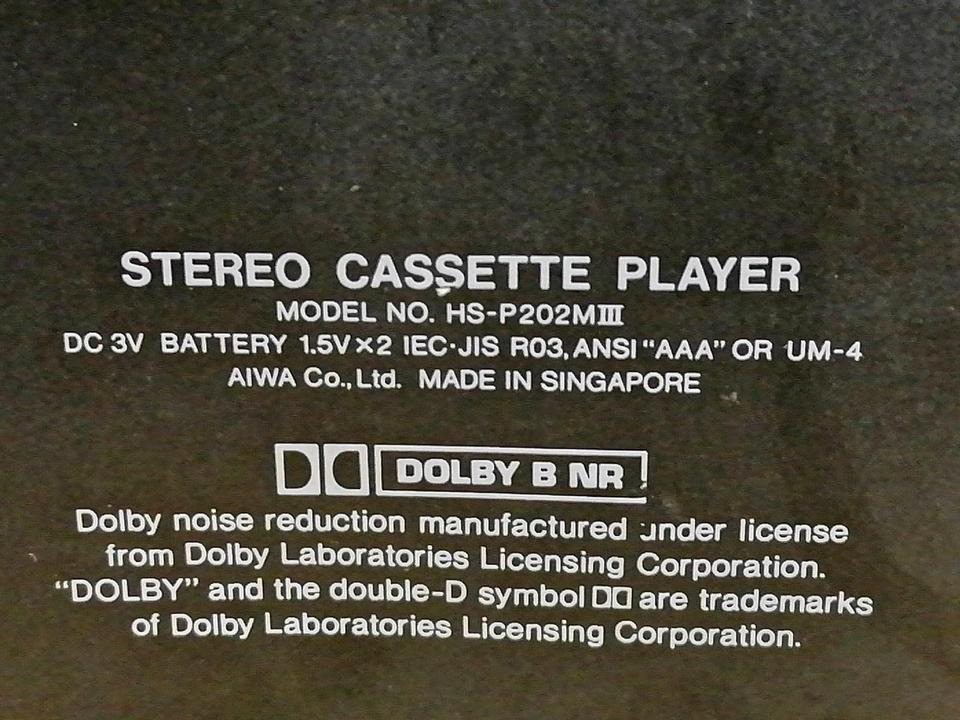 STEREO CASSETTE PLAYER
MODEL NO. HS-P202MIII
DC 3V BATTERY 1.5V×2 IEC·JIS R03, ANSI "AAA" OR UM-4
AIWA Co., Ltd. MADE IN SINGAPORE
DOLBY B NR
Dolby noise reduction manufactured under license
from Dolby Laboratories Licensing Corporation.
"DOLBY" and the double-D symbol are trademarks
of Dolby Laboratories Licensing Corporation.